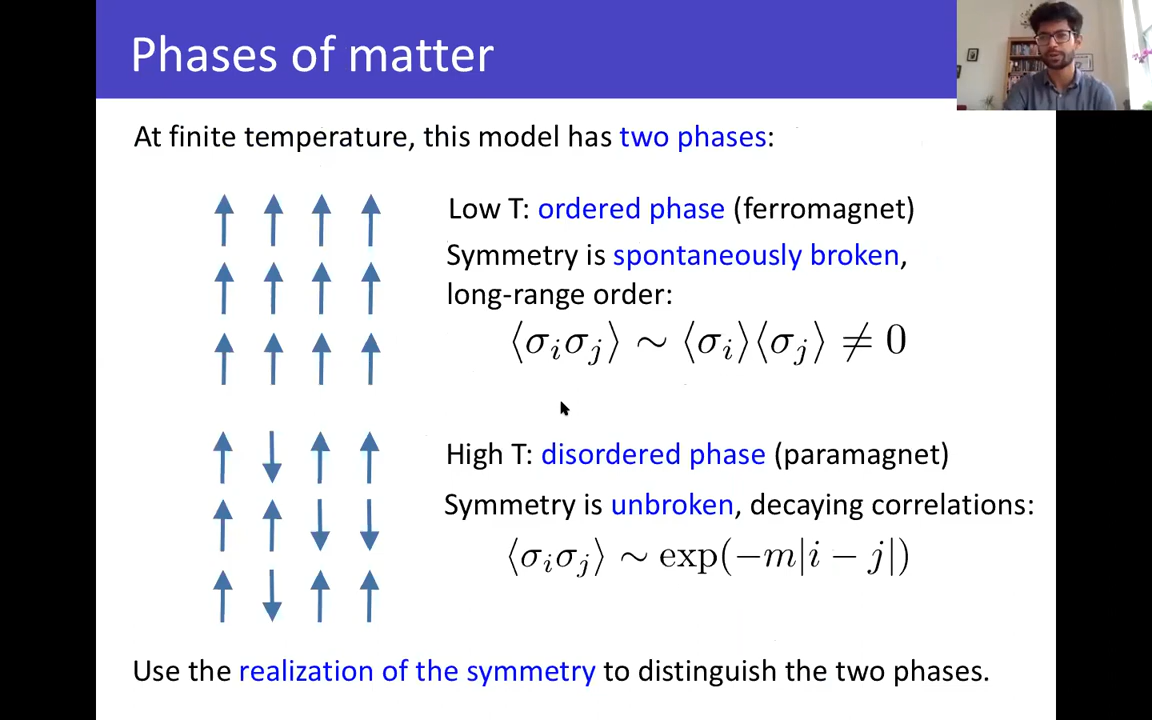 Phases of matter
At finite temperature, this model has two phases:
Low T: ordered phase (ferromagnet)
Symmetry is spontaneously broken,
long-range order:
⟨σᵢσⱼ⟩ ∼ ⟨σᵢ⟩⟨σⱼ⟩ ≠ 0
High T: disordered phase (paramagnet)
Symmetry is unbroken, decaying correlations:
⟨σᵢσⱼ⟩ ∼ exp(−m|i − j|)
Use the realization of the symmetry to distinguish the two phases.